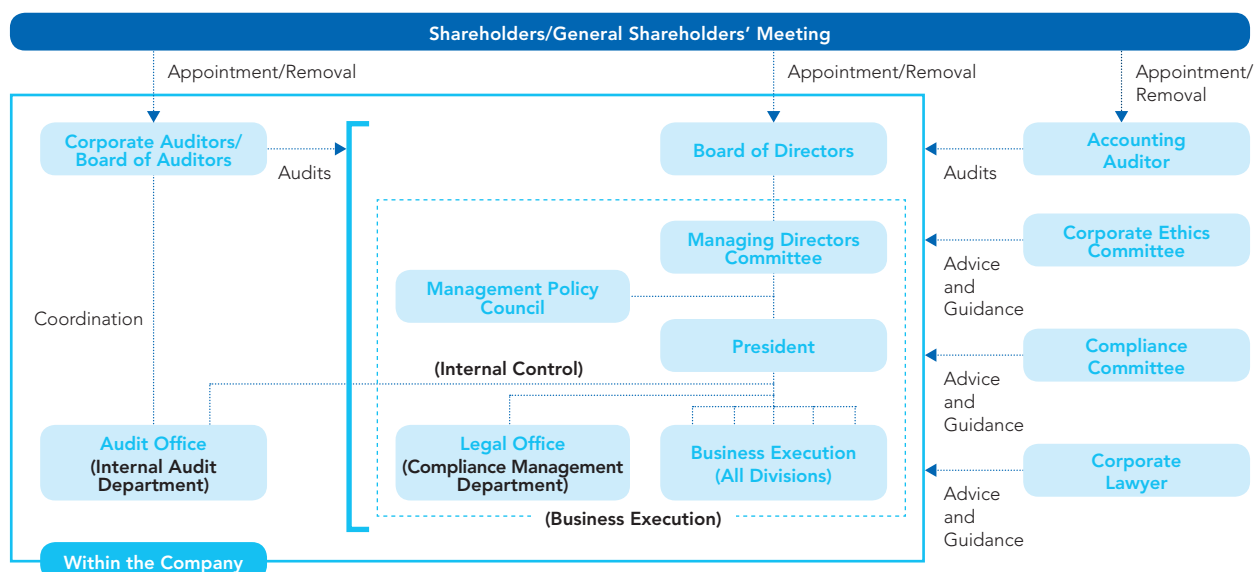 Shareholders/General Shareholders’ Meeting
Appointment/Removal
Appointment/Removal
Appointment/
Removal
Corporate Auditors/
Board of Auditors
Audits
Board of Directors
Audits
Accounting
Auditor
Managing Directors
Committee
Corporate Ethics
Committee
Advice
and
Guidance
Management Policy
Council
Coordination
President
Compliance
Committee
(Internal Control)
Advice
and
Guidance
Audit Office
(Internal Audit
Department)
Legal Office
(Compliance Management
Department)
Business Execution
(All Divisions)
Corporate
Lawyer
Advice
and
Guidance
(Business Execution)
Within the Company